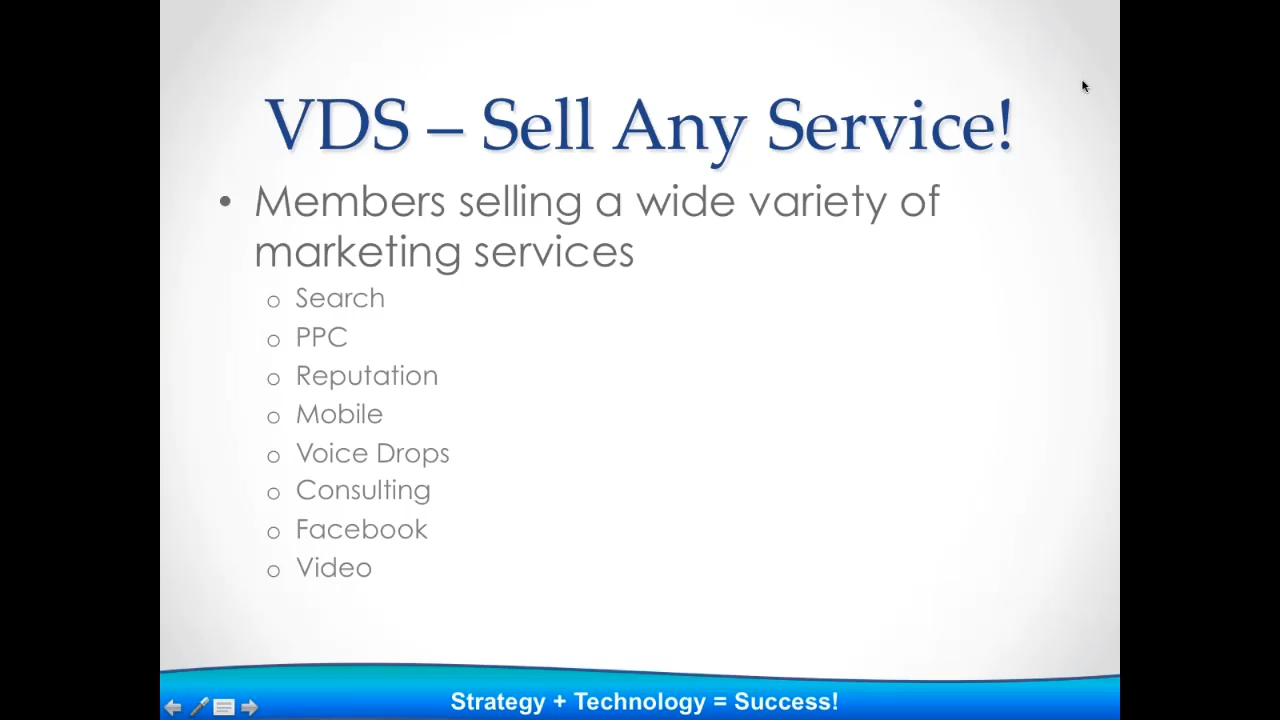 VDS – Sell Any Service!
• Members selling a wide variety of
marketing services
o Search
o PPC
o Reputation
o Mobile
o Voice Drops
o Consulting
o Facebook
o Video
Strategy + Technology = Success!